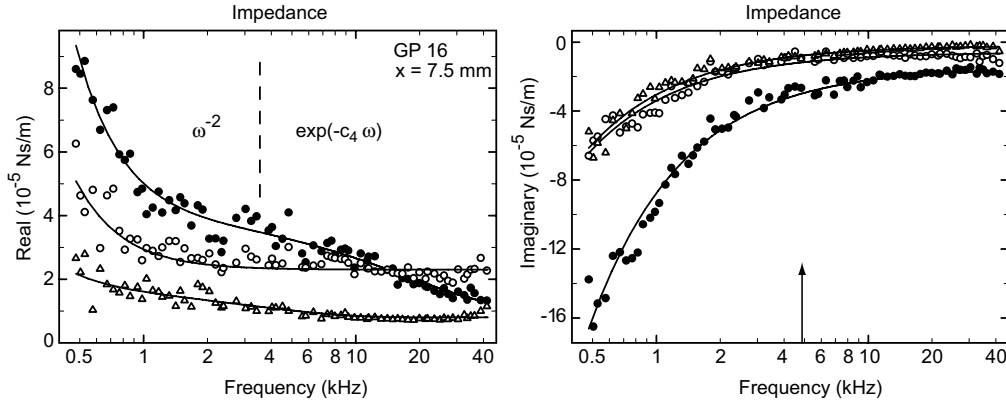 Impedance
GP 16
x = 7.5 mm
ω-2
exp(-c4 ω)
Real (10-5 Ns/m)
8
6
4
2
0
0.5 1 2 4 6 8 10 20 40
Frequency (kHz)
Impedance
Imaginary (10-5 Ns/m)
0
-4
-8
-12
-16
0.5 1 2 4 6 8 10 20 40
Frequency (kHz)